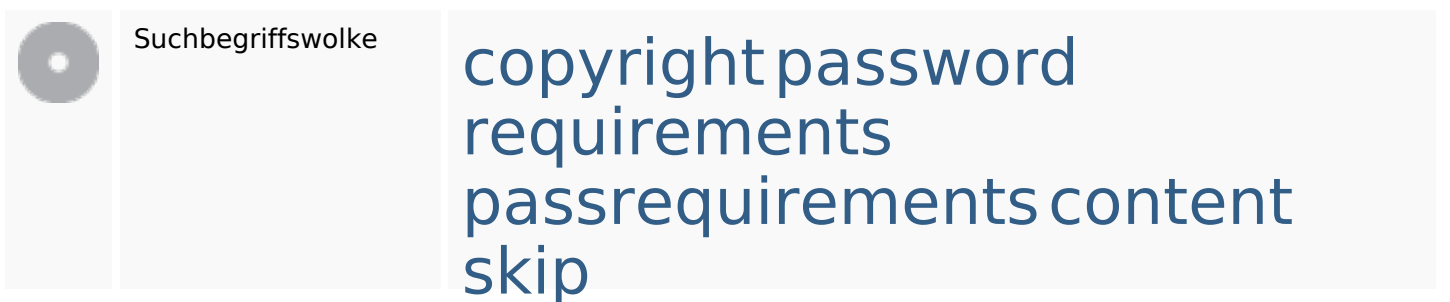 Suchbegriffswolke
copyright password
requirements
passrequirements content
skip